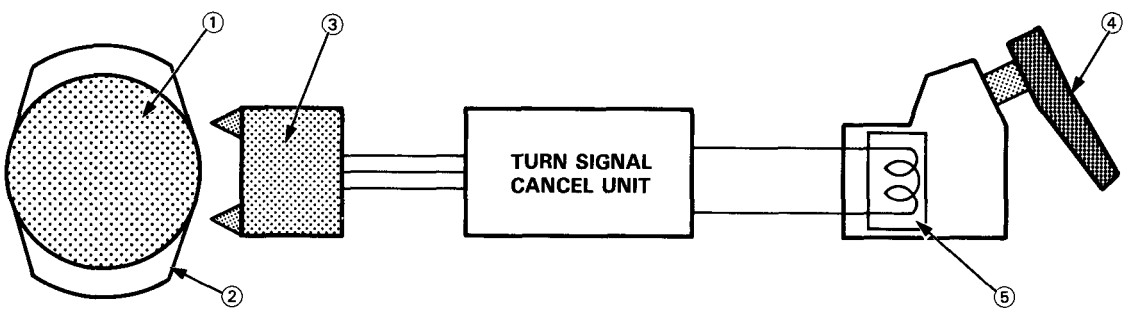 ①
③
④
TURN SIGNAL
CANCEL UNIT
②
⑤